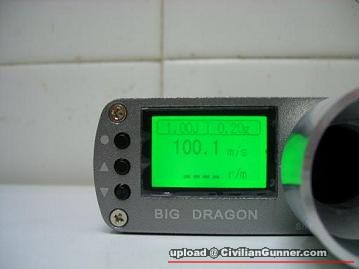 1.00J 0.20g
100.1 m/s
---- r/m
BIG DRAGON
upload @ CivilianGunner.com